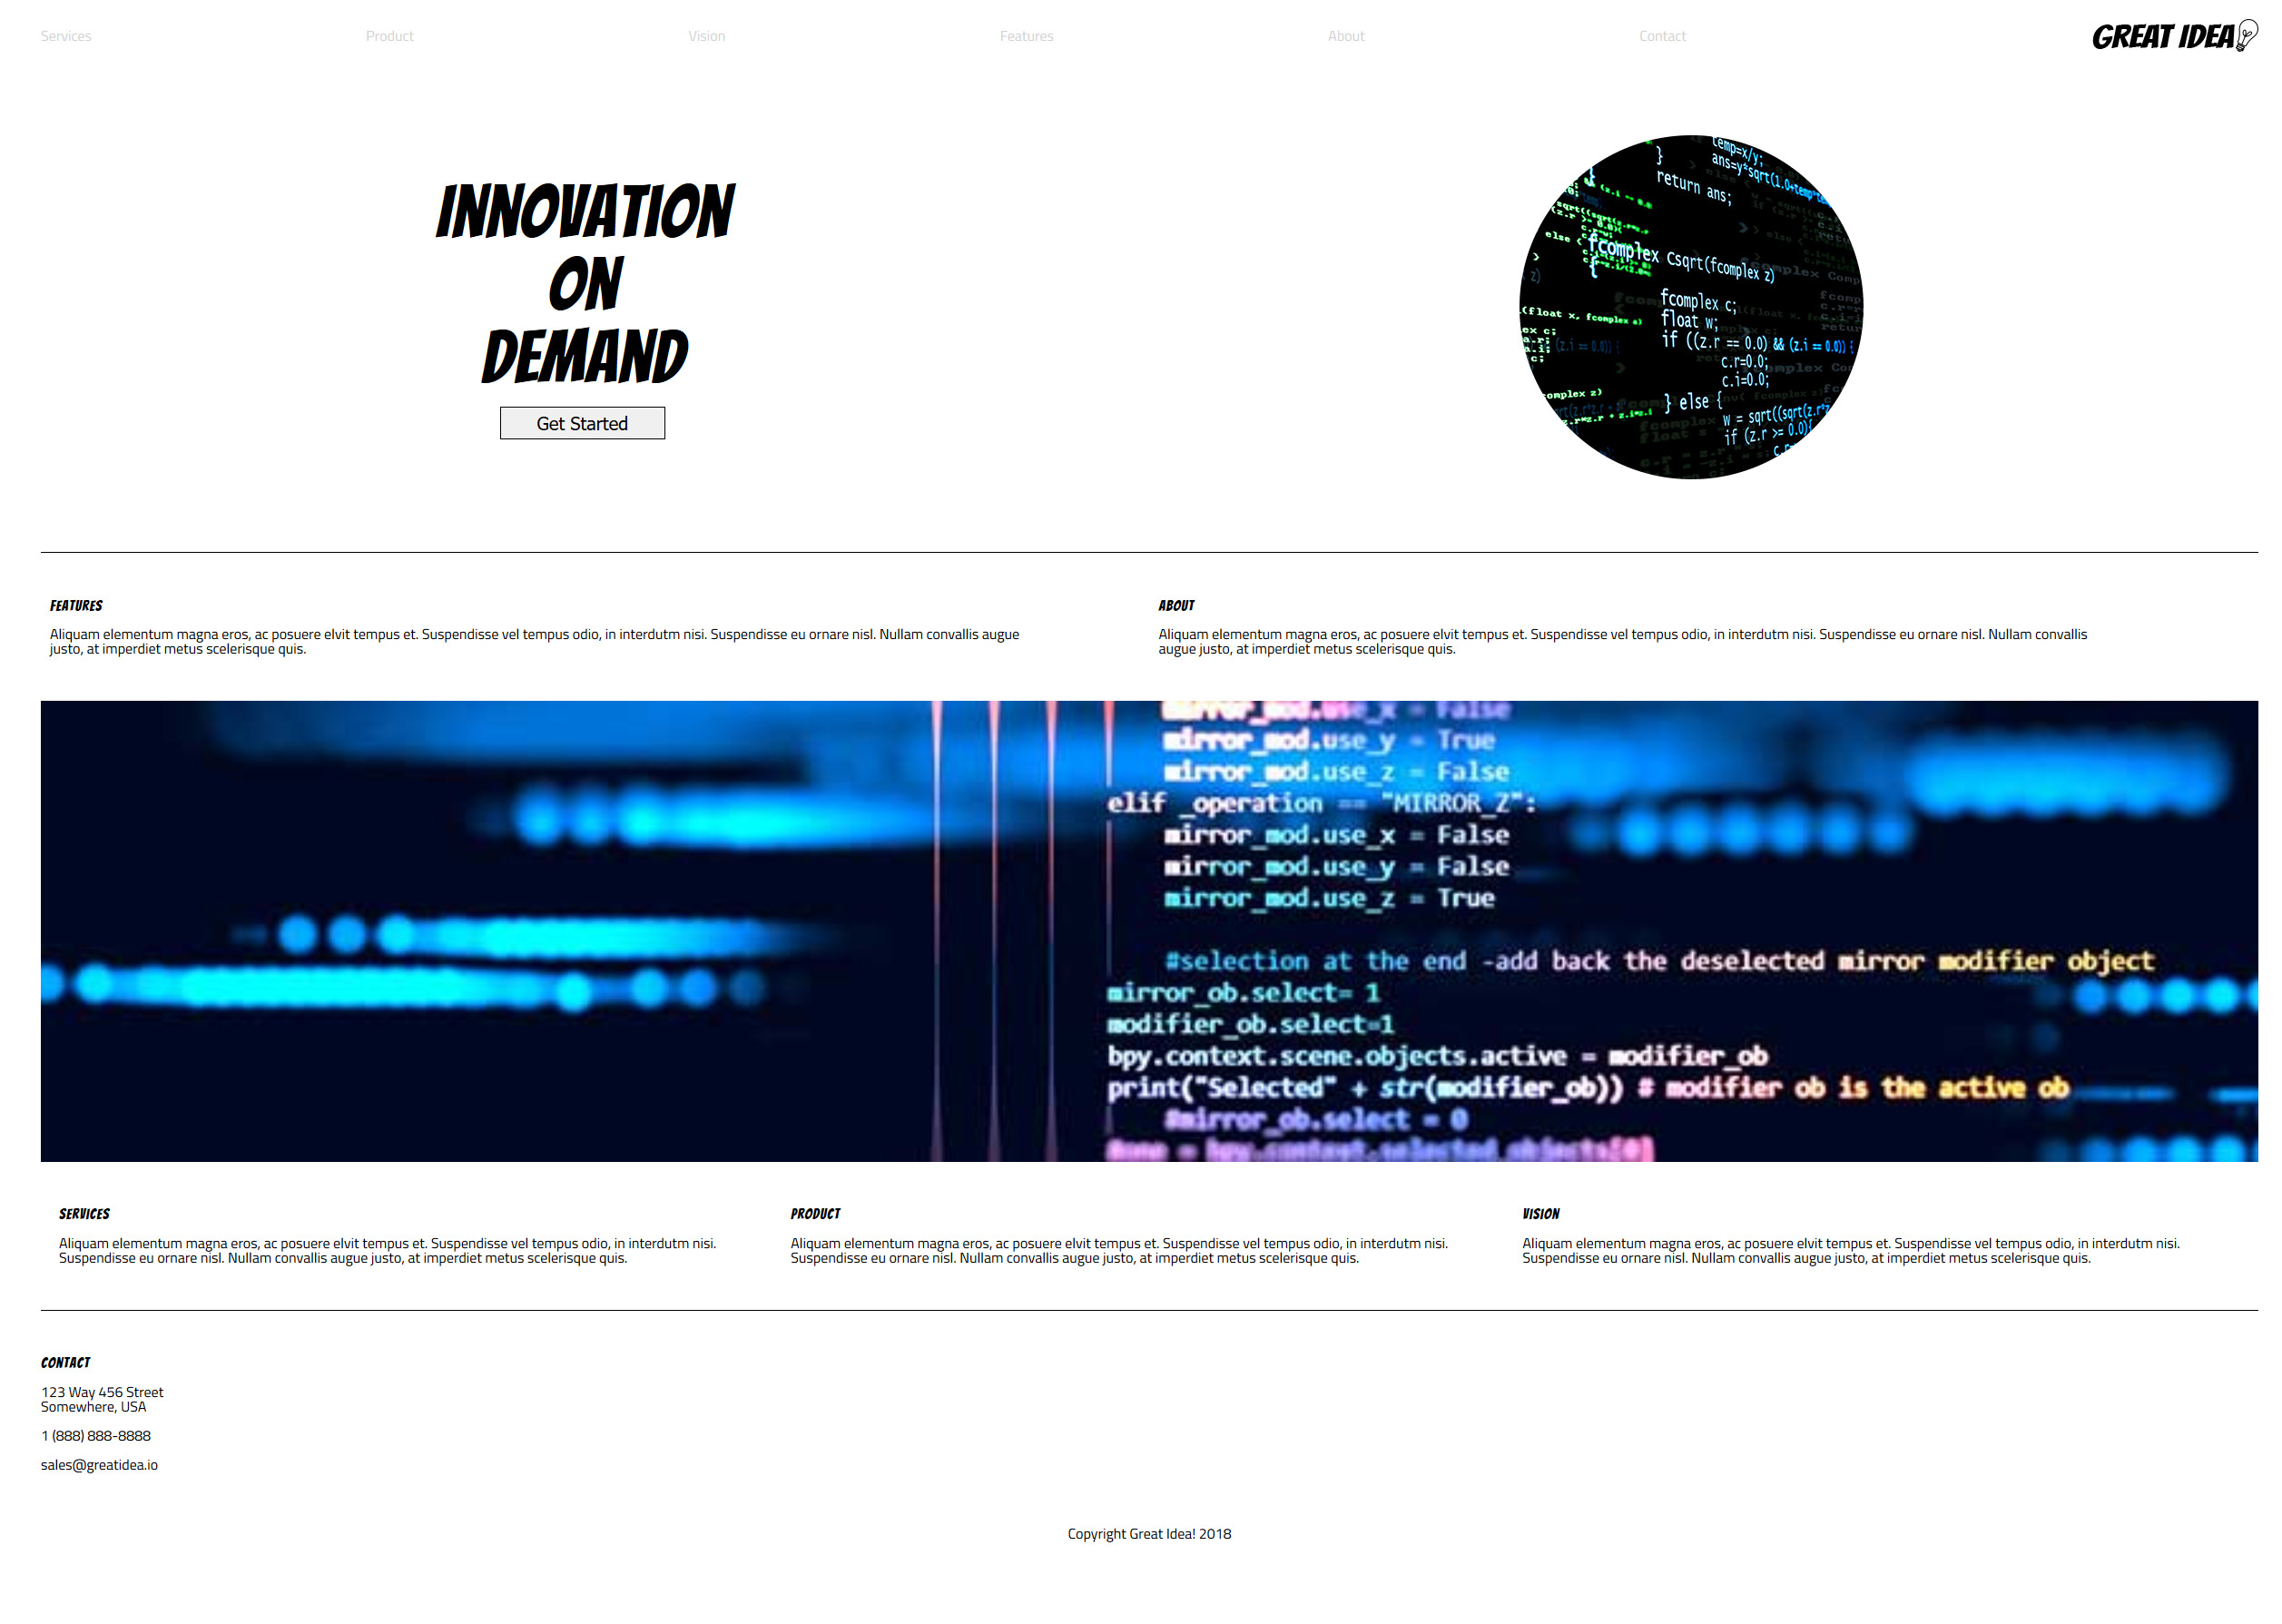 Services Product Vision Features About Contact GREAT IDEA
INNOVATION
ON
DEMAND
Get Started
temp=x/y;
}
ans=y*sqrt(1.0+temp*te
return ans;
else {
fcomplex Csqrt(fcomplex z)
{
fcomplex c;
(float x, fcomplex a)
float w;
if ((z.r == 0.0) && (z.i == 0.0)) {
c.r=0.0;
c.i=0.0;
complex z)
} else {
w = sqrt((sqrt(z.r*z
if (z.r >= 0.0){
FEATURES
Aliquam elementum magna eros, ac posuere elvit tempus et. Suspendisse vel tempus odio, in interdutm nisi. Suspendisse eu ornare nisl. Nullam convallis augue
justo, at imperdiet metus scelerisque quis.
ABOUT
Aliquam elementum magna eros, ac posuere elvit tempus et. Suspendisse vel tempus odio, in interdutm nisi. Suspendisse eu ornare nisl. Nullam convallis
augue justo, at imperdiet metus scelerisque quis.
mirror_mod.use_x = False
mirror_mod.use_y = True
mirror_mod.use_z = False
elif _operation == "MIRROR_Z":
mirror_mod.use_x = False
mirror_mod.use_y = False
mirror_mod.use_z = True
#selection at the end -add back the deselected mirror modifier object
mirror_ob.select= 1
modifier_ob.select=1
bpy.context.scene.objects.active = modifier_ob
print("Selected" + str(modifier_ob)) # modifier ob is the active ob
#mirror_ob.select = 0
= bpy.context.selected_objects[0]
SERVICES
Aliquam elementum magna eros, ac posuere elvit tempus et. Suspendisse vel tempus odio, in interdutm nisi.
Suspendisse eu ornare nisl. Nullam convallis augue justo, at imperdiet metus scelerisque quis.
PRODUCT
Aliquam elementum magna eros, ac posuere elvit tempus et. Suspendisse vel tempus odio, in interdutm nisi.
Suspendisse eu ornare nisl. Nullam convallis augue justo, at imperdiet metus scelerisque quis.
VISION
Aliquam elementum magna eros, ac posuere elvit tempus et. Suspendisse vel tempus odio, in interdutm nisi.
Suspendisse eu ornare nisl. Nullam convallis augue justo, at imperdiet metus scelerisque quis.
CONTACT
123 Way 456 Street
Somewhere, USA
1 (888) 888-8888
sales@greatidea.io
Copyright Great Idea! 2018